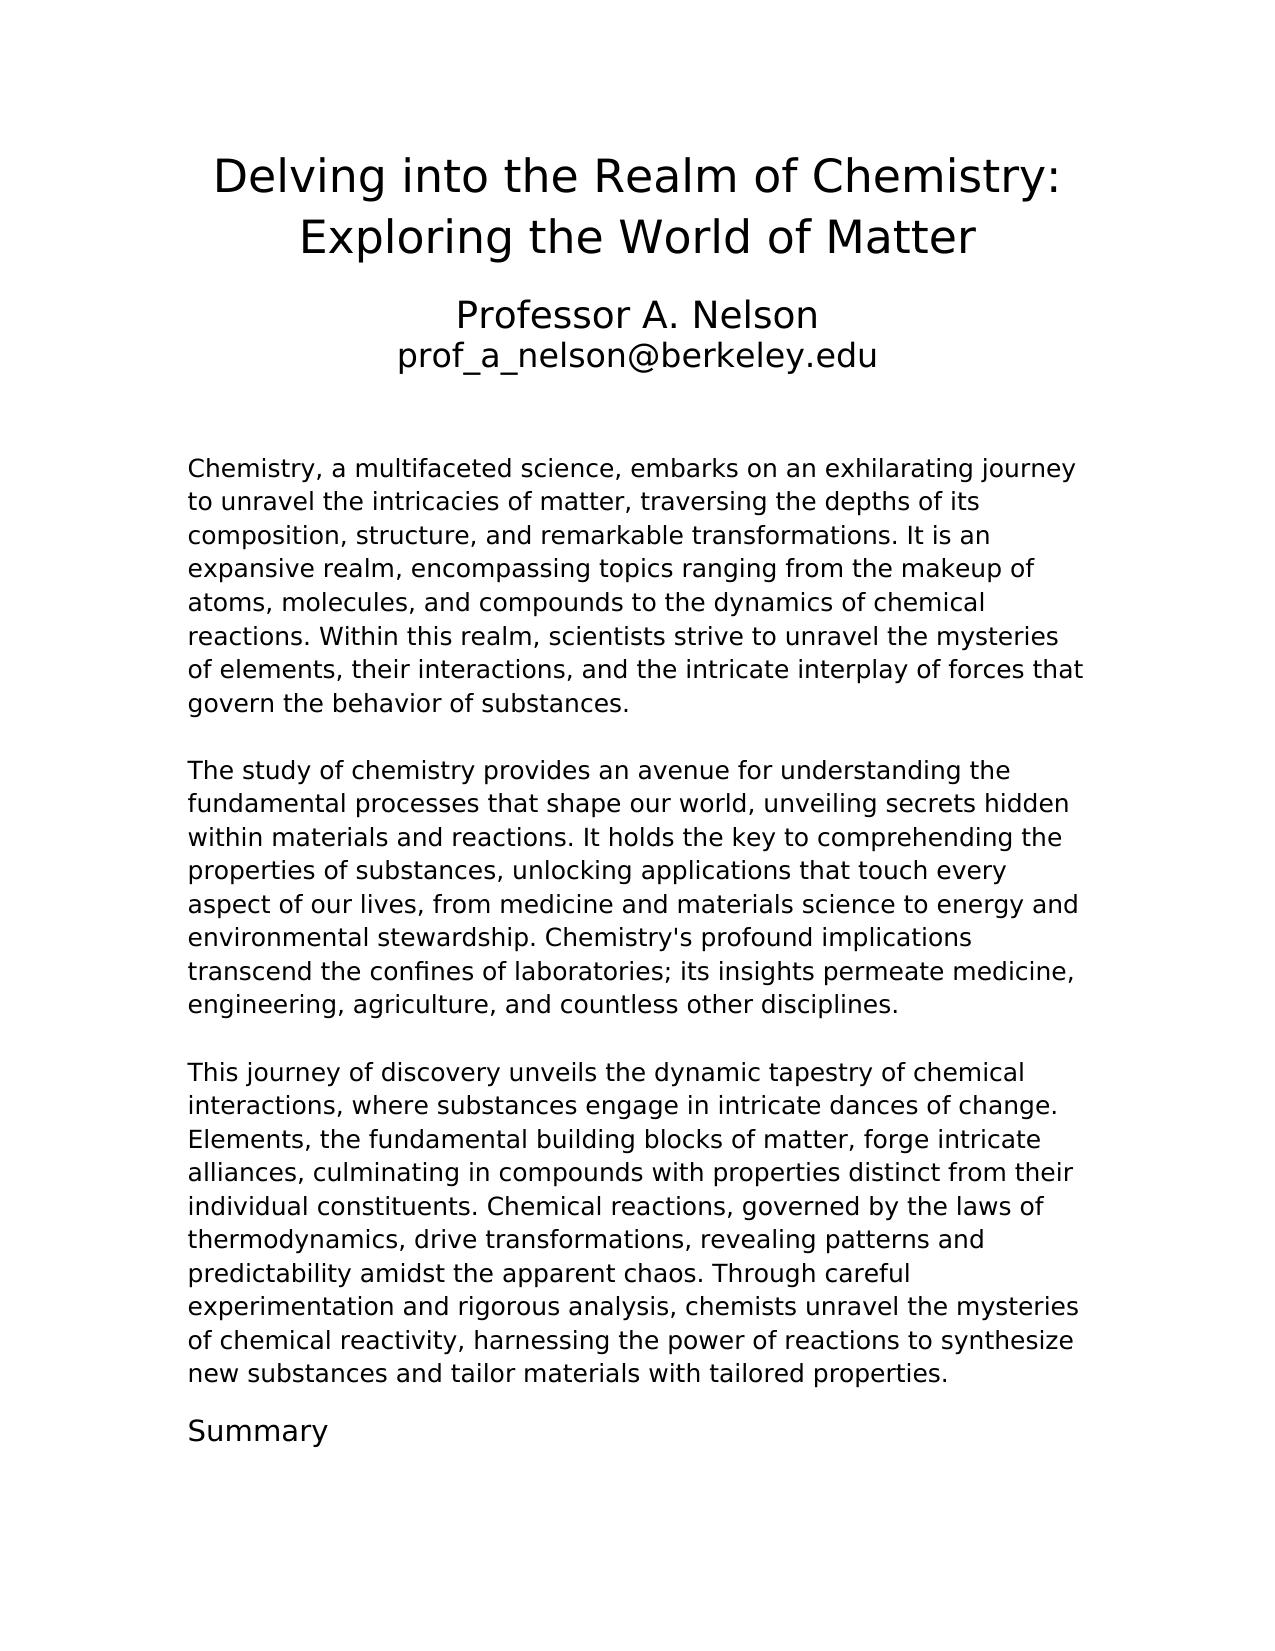 Delving into the Realm of Chemistry:
Exploring the World of Matter
Professor A. Nelson
prof_a_nelson@berkeley.edu
Chemistry, a multifaceted science, embarks on an exhilarating journey
to unravel the intricacies of matter, traversing the depths of its
composition, structure, and remarkable transformations. It is an
expansive realm, encompassing topics ranging from the makeup of
atoms, molecules, and compounds to the dynamics of chemical
reactions. Within this realm, scientists strive to unravel the mysteries
of elements, their interactions, and the intricate interplay of forces that
govern the behavior of substances.
The study of chemistry provides an avenue for understanding the
fundamental processes that shape our world, unveiling secrets hidden
within materials and reactions. It holds the key to comprehending the
properties of substances, unlocking applications that touch every
aspect of our lives, from medicine and materials science to energy and
environmental stewardship. Chemistry's profound implications
transcend the confines of laboratories; its insights permeate medicine,
engineering, agriculture, and countless other disciplines.
This journey of discovery unveils the dynamic tapestry of chemical
interactions, where substances engage in intricate dances of change.
Elements, the fundamental building blocks of matter, forge intricate
alliances, culminating in compounds with properties distinct from their
individual constituents. Chemical reactions, governed by the laws of
thermodynamics, drive transformations, revealing patterns and
predictability amidst the apparent chaos. Through careful
experimentation and rigorous analysis, chemists unravel the mysteries
of chemical reactivity, harnessing the power of reactions to synthesize
new substances and tailor materials with tailored properties.
Summary